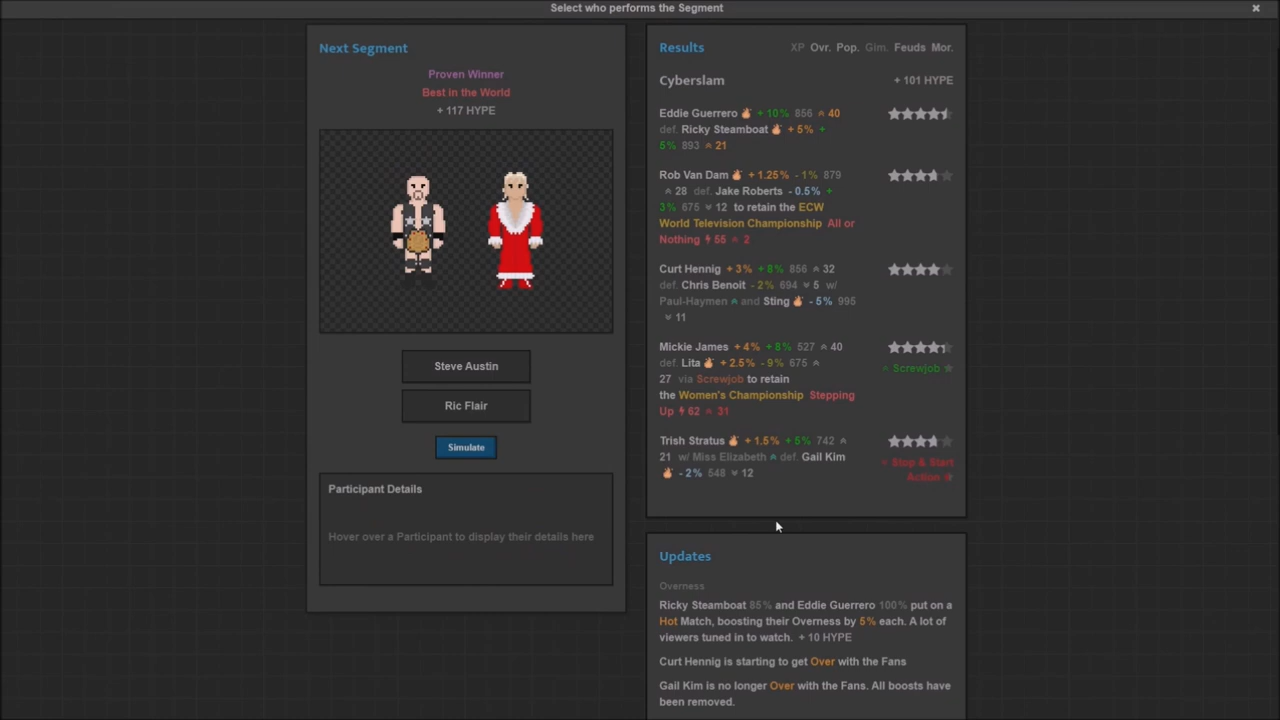 Select who performs the Segment
×
Next Segment
Proven Winner
Best in the World
+ 117 HYPE
Steve Austin
Ric Flair
Simulate
Participant Details
Hover over a Participant to display their details here
Results
XP Ovr. Pop. Glm. Feuds Mor.
Cyberslam + 101 HYPE
Eddie Guerrero + 10% 856 40
def. Ricky Steamboat + 5% +
5% 893 21
Rob Van Dam + 1.25% - 1% 879
28 def. Jake Roberts - 0.5% +
3% 675 12 to retain the ECW
World Television Championship All or
Nothing 55 2
Curt Hennig + 3% + 8% 856 32
def. Chris Benoit - 2% 694 5 w/
Paul-Haymen and Sting - 5% 995
11
Mickie James + 4% + 8% 527 40
def. Lita + 2.5% - 9% 675
27 via Screwjob to retain
the Women's Championship Stepping
Up 62 31
+ Screwjob
Trish Stratus + 1.5% + 5% 742
21 w/ Miss Elizabeth def. Gail Kim
- 2% 548 12
Stop & Start
Action
Updates
Overness
Ricky Steamboat 85% and Eddie Guerrero 100% put on a
Hot Match, boosting their Overness by 5% each. A lot of
viewers tuned in to watch. + 10 HYPE
Curt Hennig is starting to get Over with the Fans
Gail Kim is no longer Over with the Fans. All boosts have
been removed.